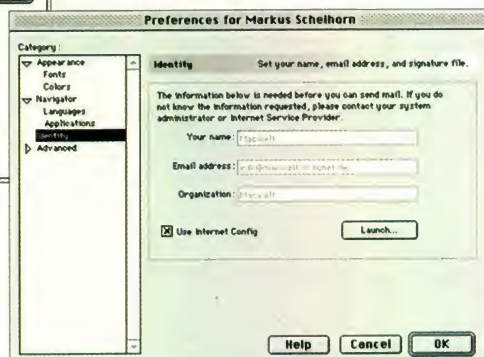 Preferences for Markus Schelhorn
Category:
Appearance
Fonts
Colors
Navigator
Languages
Applications
Identity
Advanced
Identity Set your name, email address, and signature file.
The information below is needed before you can send mail. If you do
not know the information requested, please contact your system
administrator or Internet Service Provider.
Your name: Macwelt
Email address:
Organization: Macwelt
Use Internet Config Launch...
Help Cancel OK